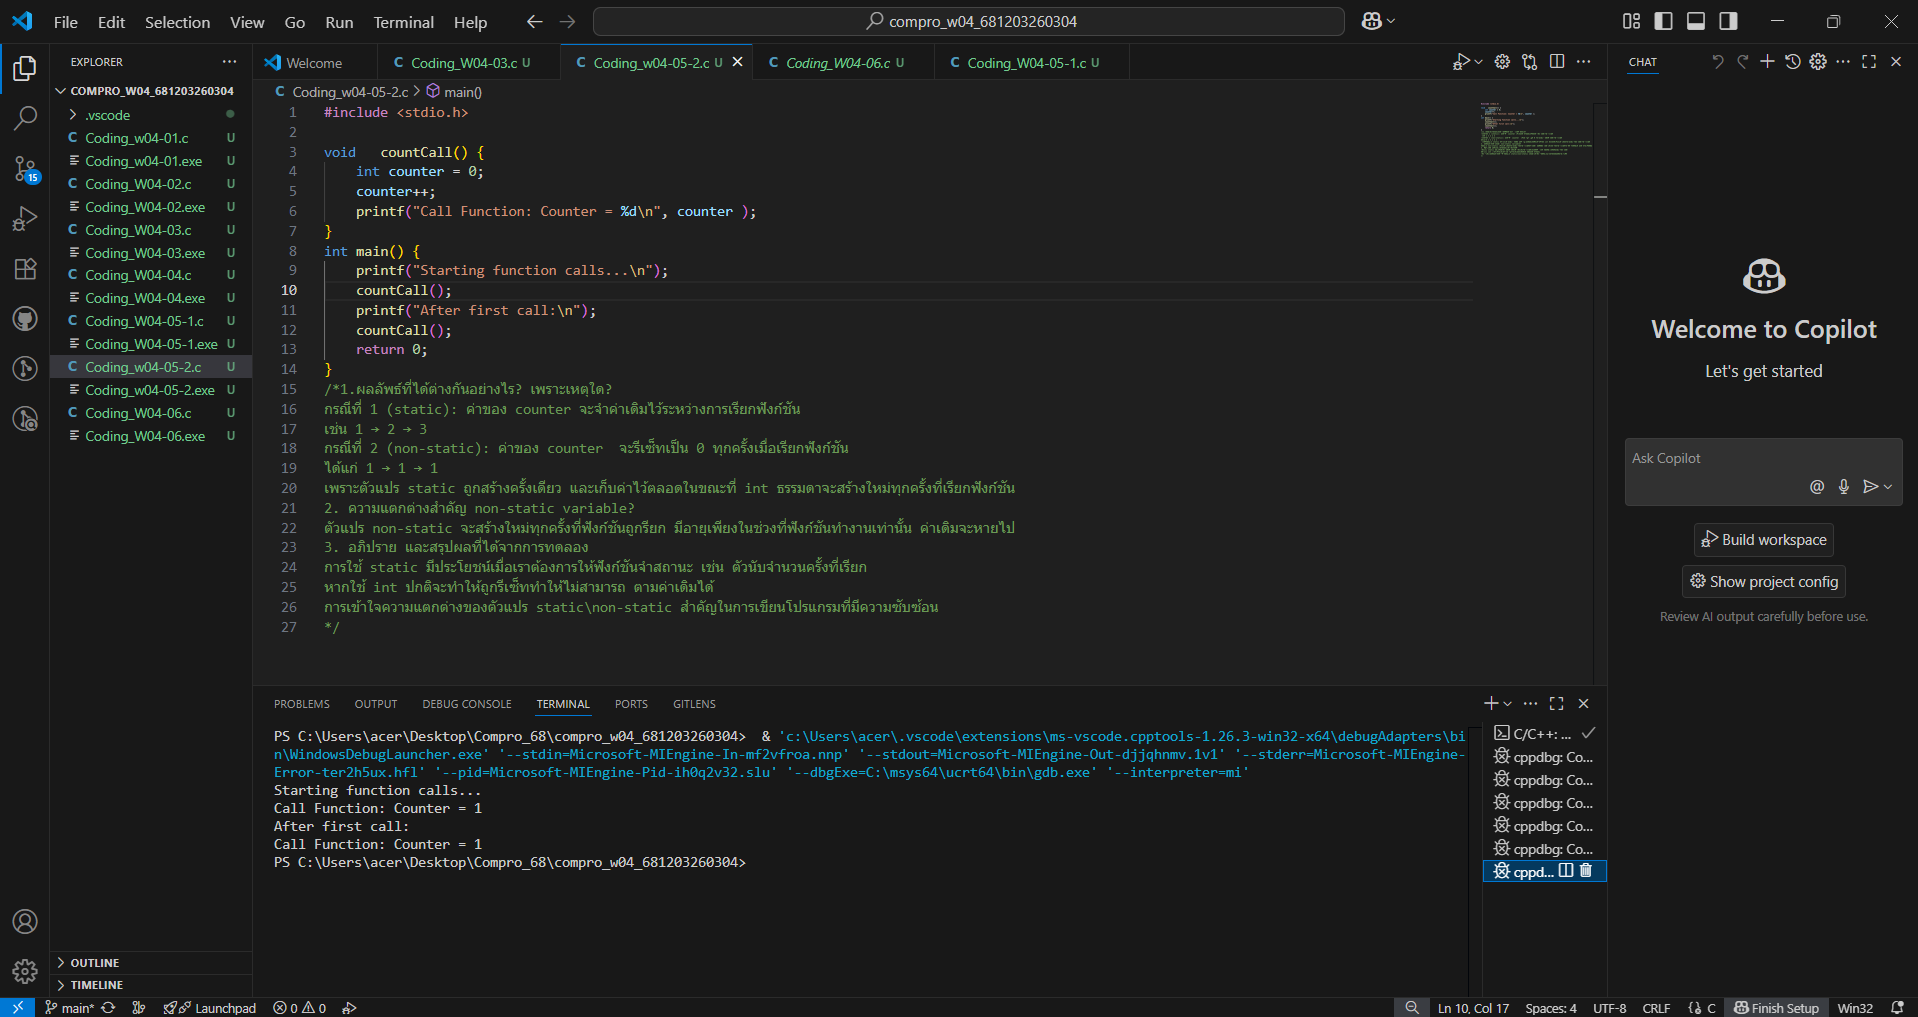 File Edit Selection View Go Run Terminal Help
compro_w04_681203260304
EXPLORER
COMPRO_W04_681203260304
.vscode
C Coding_w04-01.c U
Coding_w04-01.exe U
C Coding_W04-02.c U
Coding_W04-02.exe U
C Coding_W04-03.c U
Coding_W04-03.exe U
C Coding_W04-04.c U
Coding_W04-04.exe U
C Coding_W04-05-1.c U
Coding_W04-05-1.exe U
C Coding_w04-05-2.c U
Coding_w04-05-2.exe U
C Coding_W04-06.c U
Coding_W04-06.exe U
15
OUTLINE
TIMELINE
Welcome C Coding_W04-03.c U C Coding_w04-05-2.c U C Coding_W04-06.c U C Coding_W04-05-1.c U
C Coding_w04-05-2.c > main()
1 #include <stdio.h>
2
3 void   countCall() {
4     int counter = 0;
5     counter++;
6     printf("Call Function: Counter = %d\n", counter );
7 }
8 int main() {
9     printf("Starting function calls...\n");
10     countCall();
11     printf("After first call:\n");
12     countCall();
13     return 0;
14 }
15 /*1.ผลลัพธ์ที่ได้ต่างกันอย่างไร? เพราะเหตุใด?
16 กรณีที่ 1 (static): ค่าของ counter จะจำค่าเดิมไว้ระหว่างการเรียกฟังก์ชัน
17 เช่น 1 → 2 → 3
18 กรณีที่ 2 (non-static): ค่าของ counter  จะรีเซ็ทเป็น 0 ทุกครั้งเมื่อเรียกฟังก์ชัน
19 ได้แก่ 1 → 1 → 1
20 เพราะตัวแปร static ถูกสร้างครั้งเดียว และเก็บค่าไว้ตลอดในขณะที่ int ธรรมดาจะสร้างใหม่ทุกครั้งที่เรียกฟังก์ชัน
21 2. ความแตกต่างสำคัญ non-static variable?
22 ตัวแปร non-static จะสร้างใหม่ทุกครั้งที่ฟังก์ชันถูกรียก มีอายุเพียงในช่วงที่ฟังก์ชันทำงานเท่านั้น ค่าเดิมจะหายไป
23 3. อภิปราย และสรุปผลที่ได้จากการทดลอง
24 การใช้ static มีประโยชน์เมื่อเราต้องการให้ฟังก์ชันจำสถานะ เช่น ตัวนับจำนวนครั้งที่เรียก
25 หากใช้ int ปกติจะทำให้ถูกรีเซ็ททำให้ไม่สามารถ ตามค่าเดิมได้
26 การเข้าใจความแตกต่างของตัวแปร static\non-static สำคัญในการเขียนโปรแกรมที่มีความซับซ้อน
27 */
PROBLEMS OUTPUT DEBUG CONSOLE TERMINAL PORTS GITLENS
PS C:\Users\acer\Desktop\Compro_68\compro_w04_681203260304>  & 'c:\Users\acer\.vscode\extensions\ms-vscode.cpptools-1.26.3-win32-x64\debugAdapters\bi
n\WindowsDebugLauncher.exe' '--stdin=Microsoft-MIEngine-In-mf2vfroa.nnp' '--stdout=Microsoft-MIEngine-Out-djjqhnmv.1v1' '--stderr=Microsoft-MIEngine-
Error-ter2h5ux.hfl' '--pid=Microsoft-MIEngine-Pid-ih0q2v32.slu' '--dbgExe=C:\msys64\ucrt64\bin\gdb.exe' '--interpreter=mi'
Starting function calls...
Call Function: Counter = 1
After first call:
Call Function: Counter = 1
PS C:\Users\acer\Desktop\Compro_68\compro_w04_681203260304>
C/C++: ...
cppdbg: Co...
cppdbg: Co...
cppdbg: Co...
cppdbg: Co...
cppdbg: Co...
cppd...
CHAT
Welcome to Copilot
Let's get started
Ask Copilot
@
Build workspace
Show project config
Review AI output carefully before use.
main* Launchpad 0 0 Ln 10, Col 17 Spaces: 4 UTF-8 CRLF {} C Finish Setup Win32